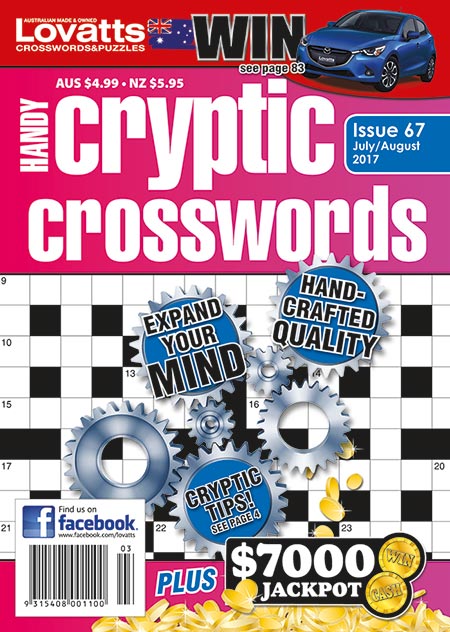 AUSTRALIAN MADE & OWNED
Lovatts
CROSSWORDS&PUZZLES
WIN
see page 83
AUS $4.99 • NZ $5.95
HANDY
cryptic
crosswords
Issue 67
July/August
2017
9
10
13
15
16
17
20
21
23
EXPAND
YOUR
MIND
HAND-
CRAFTED
QUALITY
CRYPTIC
TIPS!
SEE PAGE 4
Find us on
facebook.
www.facebook.com/lovatts
03
9 315408 001100
PLUS
$7000
JACKPOT
WIN
CASH